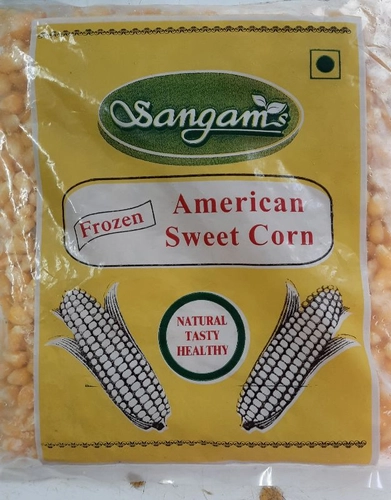 Sangam's
Frozen
American
Sweet Corn
NATURAL
TASTY
HEALTHY